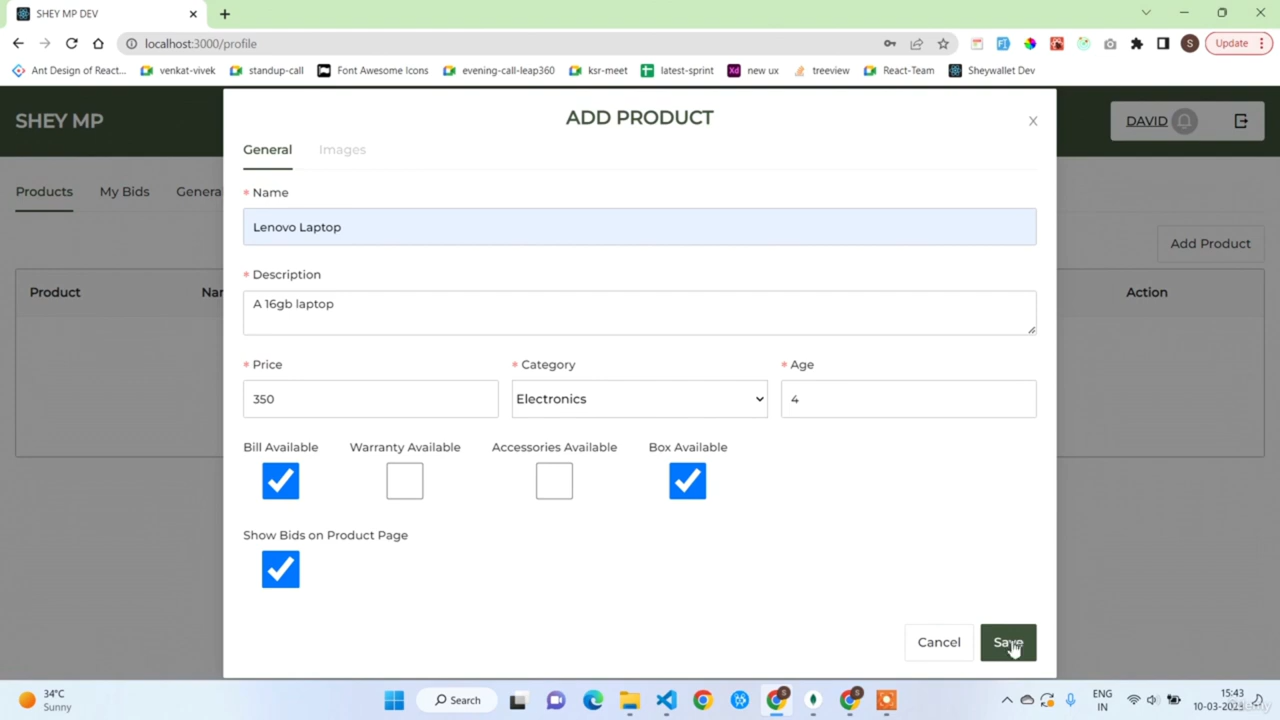 SHEY MP DEV
localhost:3000/profile
Update
Ant Design of React...
venkat-vivek
standup-call
Font Awesome Icons
evening-call-leap360
ksr-meet
latest-sprint
new ux
treeview
React-Team
Sheywallet Dev
SHEY MP
DAVID
Products
My Bids
Genera
Add Product
Product
Nar
Action
ADD PRODUCT
X
General
Images
* Name
Lenovo Laptop
* Description
A 16gb laptop
* Price
* Category
* Age
350
Electronics
4
Bill Available
Warranty Available
Accessories Available
Box Available
Show Bids on Product Page
Cancel
Save
34°C
Sunny
Search
ENG
IN
15:43